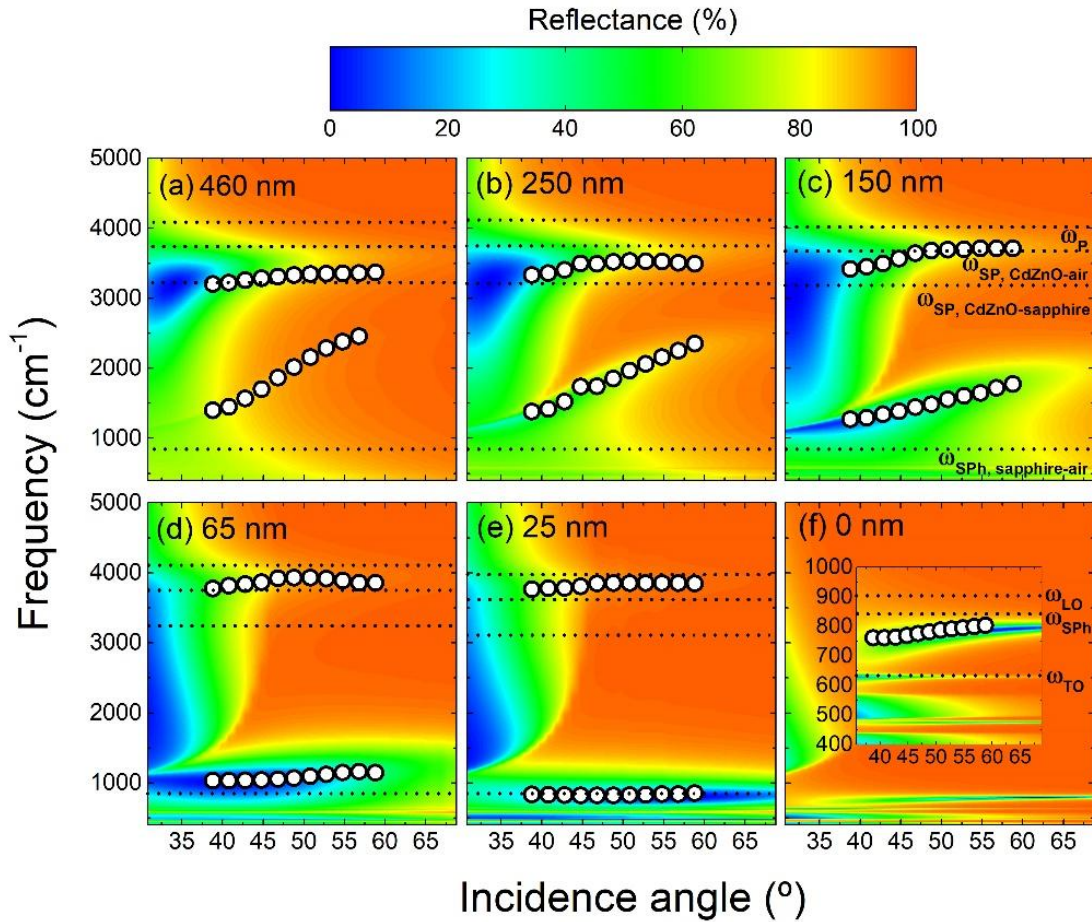 Reflectance (%)
0 20 40 60 80 100
Frequency (cm-1)
5000
4000
3000
2000
1000
(a) 460 nm
(b) 250 nm
(c) 150 nm
ωP
ωSP, CdZnO-air
ωSP, CdZnO-sapphire
ωSPh, sapphire-air
5000
4000
3000
2000
1000
(d) 65 nm
(e) 25 nm
(f) 0 nm
1000
900
800
700
600
500
400
ωLO
ωSPh
ωTO
40 45 50 55 60 65
35 40 45 50 55 60 65
35 40 45 50 55 60 65
35 40 45 50 55 60 65
Incidence angle (º)